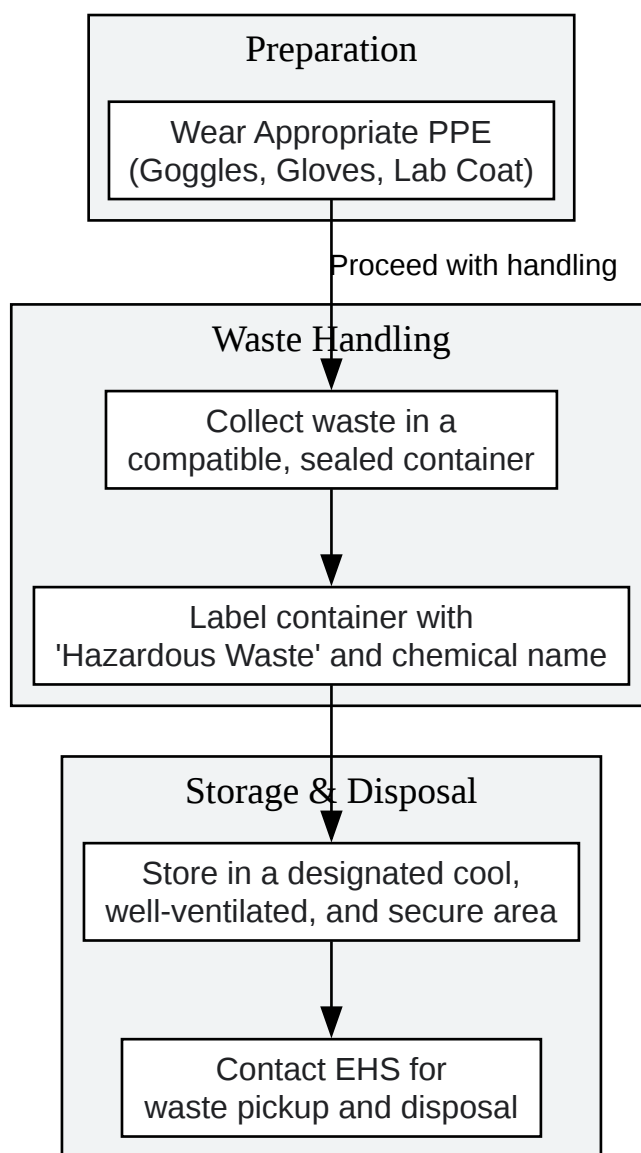 Preparation
Wear Appropriate PPE
(Goggles, Gloves, Lab Coat)
Proceed with handling
Waste Handling
Collect waste in a
compatible, sealed container
Label container with
'Hazardous Waste' and chemical name
Storage & Disposal
Store in a designated cool,
well-ventilated, and secure area
Contact EHS for
waste pickup and disposal